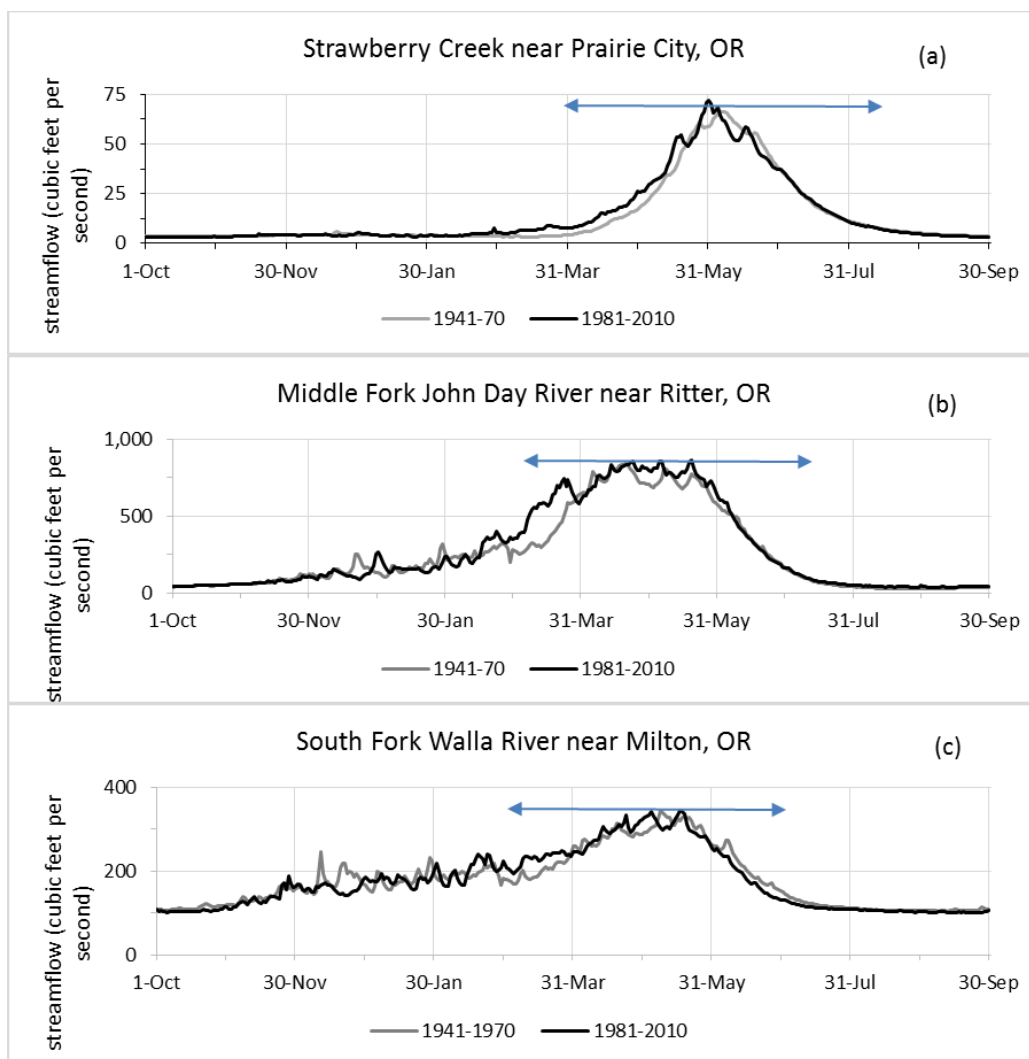 Strawberry Creek near Prairie City, OR
(a)
streamflow (cubic feet per
second)
75
50
25
0
1-Oct
30-Nov
30-Jan
31-Mar
31-May
31-Jul
30-Sep
1941-70
1981-2010
Middle Fork John Day River near Ritter, OR
(b)
streamflow (cubic feet per
second)
1,000
500
0
1-Oct
30-Nov
30-Jan
31-Mar
31-May
31-Jul
30-Sep
1941-70
1981-2010
South Fork Walla River near Milton, OR
(c)
streamflow (cubic feet per
second)
400
200
0
1-Oct
30-Nov
30-Jan
31-Mar
31-May
31-Jul
30-Sep
1941-1970
1981-2010